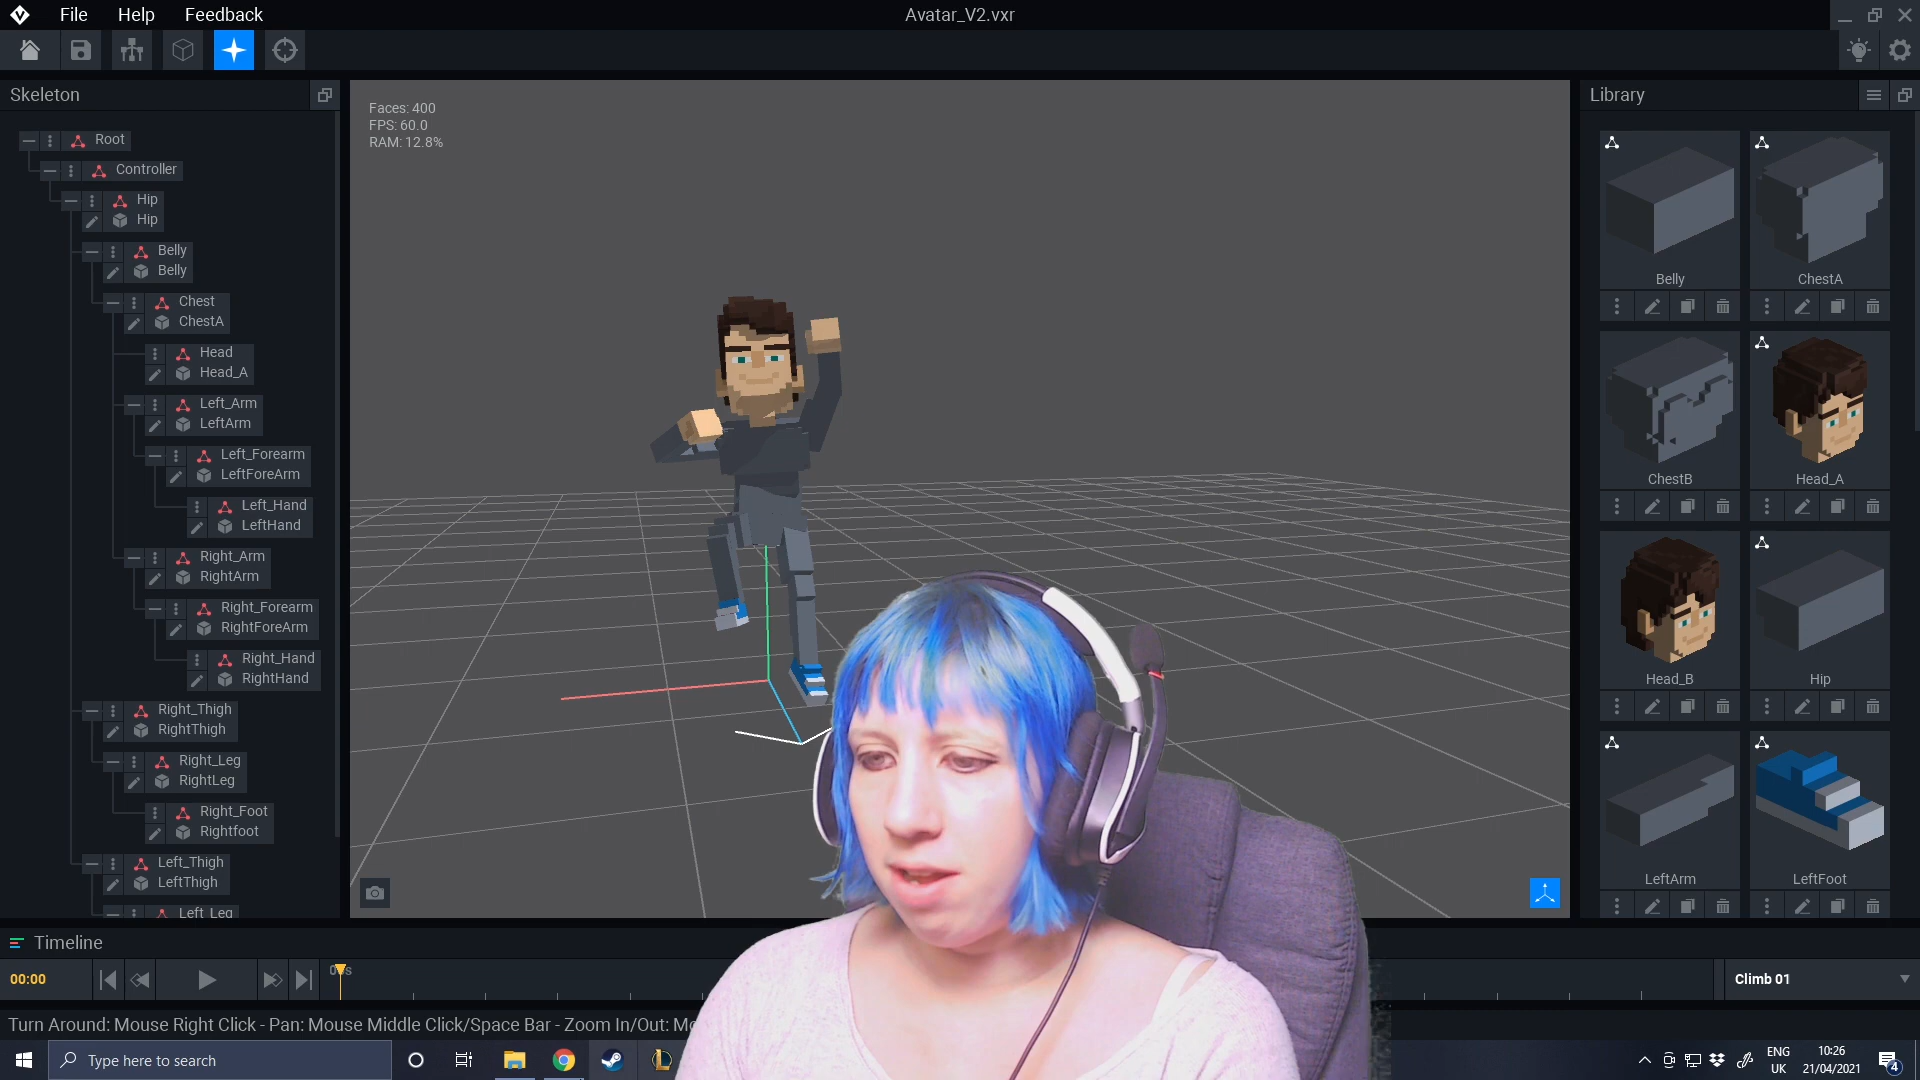 File Help Feedback Avatar_V2.vxr
Skeleton
Library
Faces: 400
FPS: 60.0
RAM: 12.8%
Root
Controller
Hip
Hip
Belly
Belly
Chest
ChestA
Head
Head_A
Left_Arm
LeftArm
Left_Forearm
LeftForeArm
Left_Hand
LeftHand
Right_Arm
RightArm
Right_Forearm
RightForeArm
Right_Hand
RightHand
Right_Thigh
RightThigh
Right_Leg
RightLeg
Right_Foot
Rightfoot
Left_Thigh
LeftThigh
Left_Leg
Belly ChestA
ChestB Head_A
Head_B Hip
LeftArm LeftFoot
Timeline
00:00
Climb 01
Turn Around: Mouse Right Click - Pan: Mouse Middle Click/Space Bar - Zoom In/Out:
Type here to search
ENG
UK
10:26
21/04/2021
4